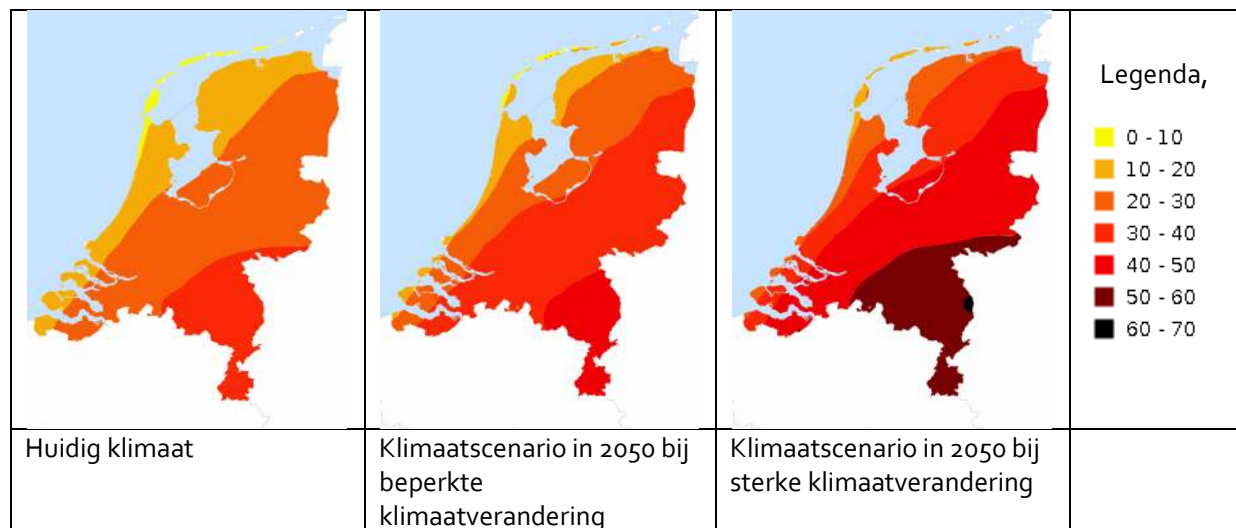 Legenda,
0 - 10
10 - 20
20 - 30
30 - 40
40 - 50
50 - 60
60 - 70
Huidig klimaat
Klimaatscenario in 2050 bij
beperkte
klimaatverandering
Klimaatscenario in 2050 bij
sterke klimaatverandering